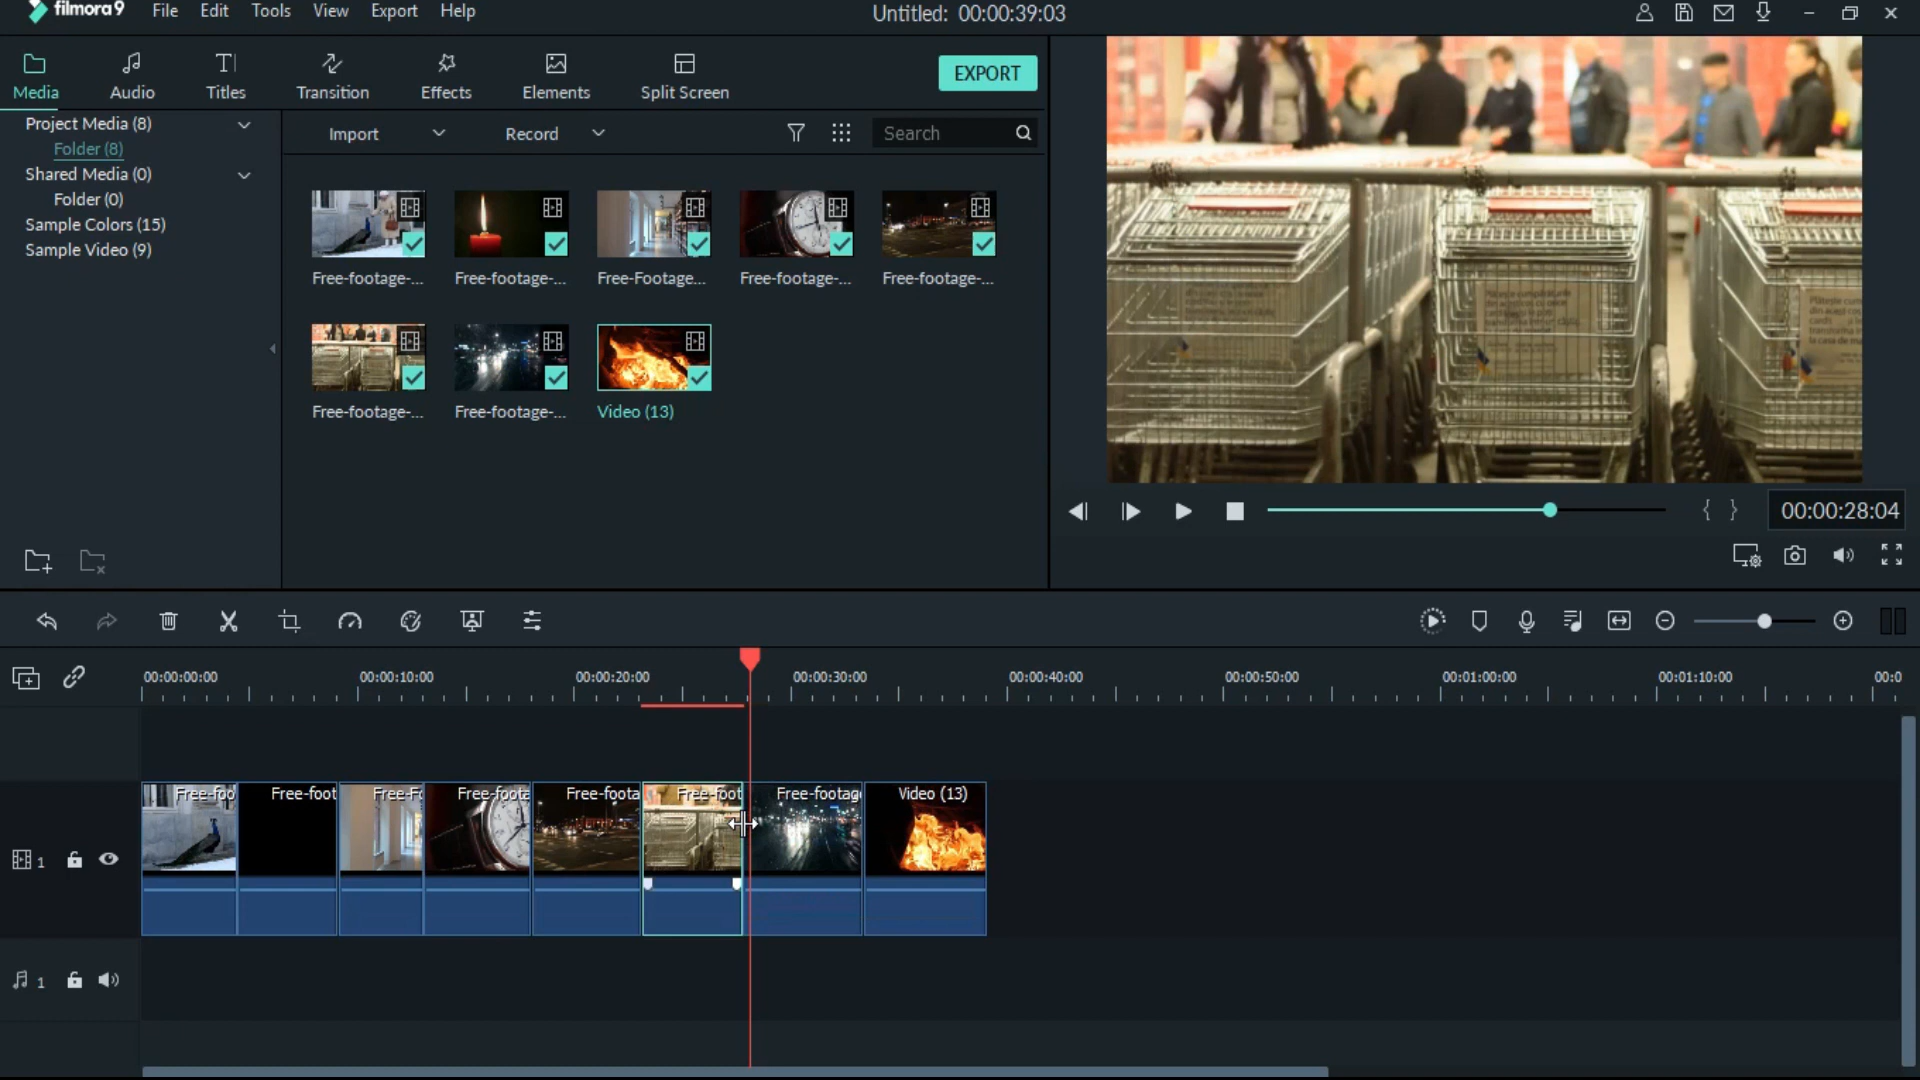 filmora9
File Edit Tools View Export Help
Untitled: 00:00:39:03
Media
Audio
Titles
Transition
Effects
Elements
Split Screen
EXPORT
Project Media (8)
Folder (8)
Shared Media (0)
Folder (0)
Sample Colors (15)
Sample Video (9)
Import
Record
Search
Free-footage-...
Free-footage-...
Free-Footage...
Free-footage-...
Free-footage-...
Free-footage-...
Free-footage-...
Video (13)
{ }
00:00:28:04
00:00:00:00
00:00:10:00
00:00:20:00
00:00:30:00
00:00:40:00
00:00:50:00
00:01:00:00
00:01:10:00
00:0
Free-foo
Free-foot
Free-Fo
Free-foota
Free-foota
Free-foot
Free-footag
Video (13)
1
1